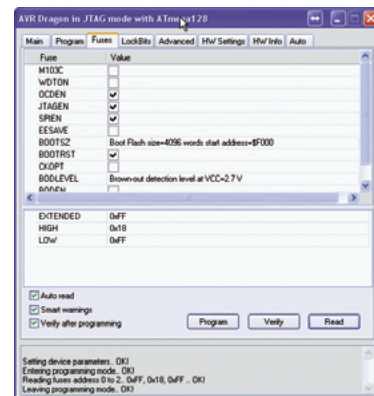 AVR Dragon in JTAG mode with ATmega128
Main Program Fuses LockBits Advanced HW Settings HW Info Auto
Fuse Value
M103C
WDTON
OCDEN
JTAGEN
SPIEN
EESAVE
BOOTSZ Boot Flash size=4096 words start address=$F000
BOOTRST
CKOPT
BODLEVEL Brown-out detection level at VCC=2.7 V
BODEN
EXTENDED 0xFF
HIGH 0x18
LOW 0xFF
Auto read
Smart warnings
Verify after programming Program Verify Read
Setting device parameters.. OK!
Entering programming mode.. OK!
Reading fuses address 0 to 2.. 0xFF, 0x18, 0xFF .. OK!
Leaving programming mode.. OK!